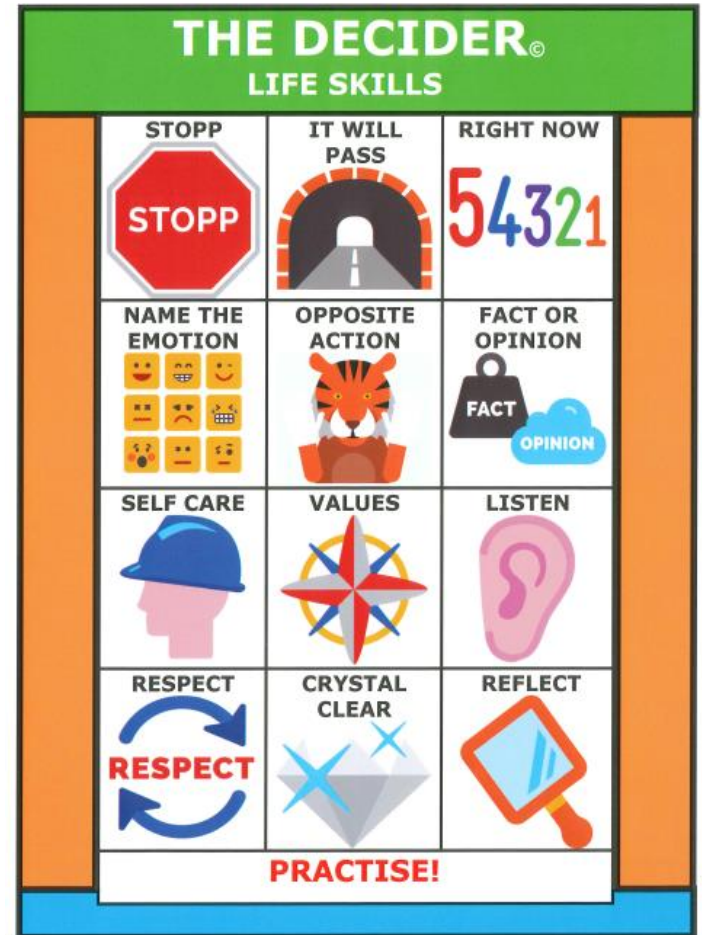 THE DECIDER©
LIFE SKILLS
STOPP
STOPP
IT WILL
PASS
RIGHT NOW
54321
NAME THE
EMOTION
OPPOSITE
ACTION
FACT OR
OPINION
FACT
OPINION
SELF CARE
VALUES
LISTEN
RESPECT
RESPECT
CRYSTAL
CLEAR
REFLECT
PRACTISE!